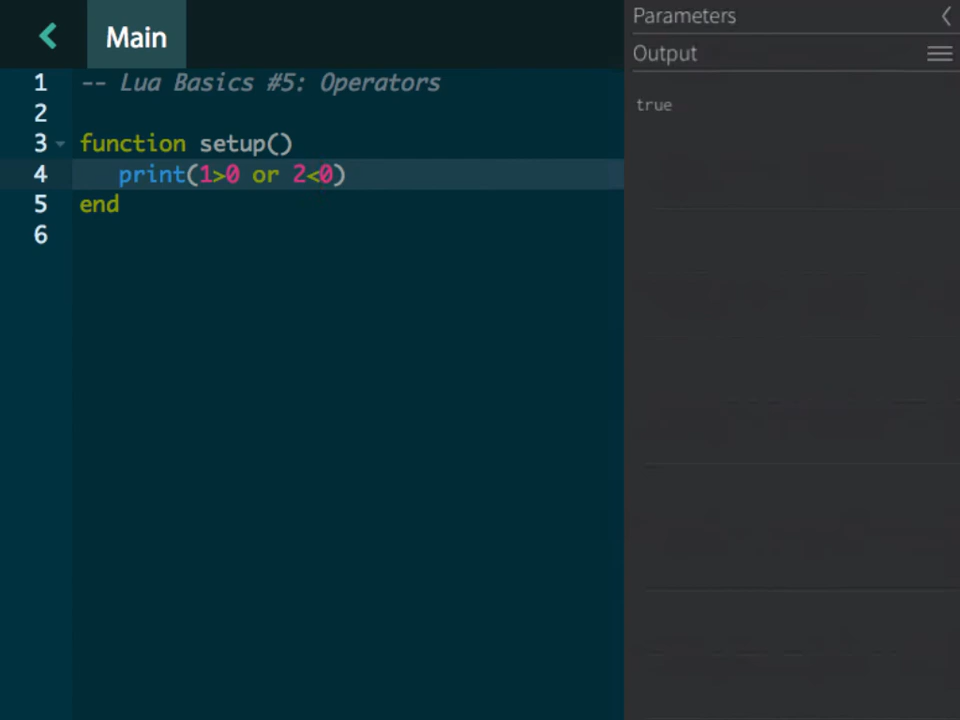 Main
1 -- Lua Basics #5: Operators
2
3 function setup()
4 print(1>0 or 2<0)
5 end
6
Parameters
Output
true